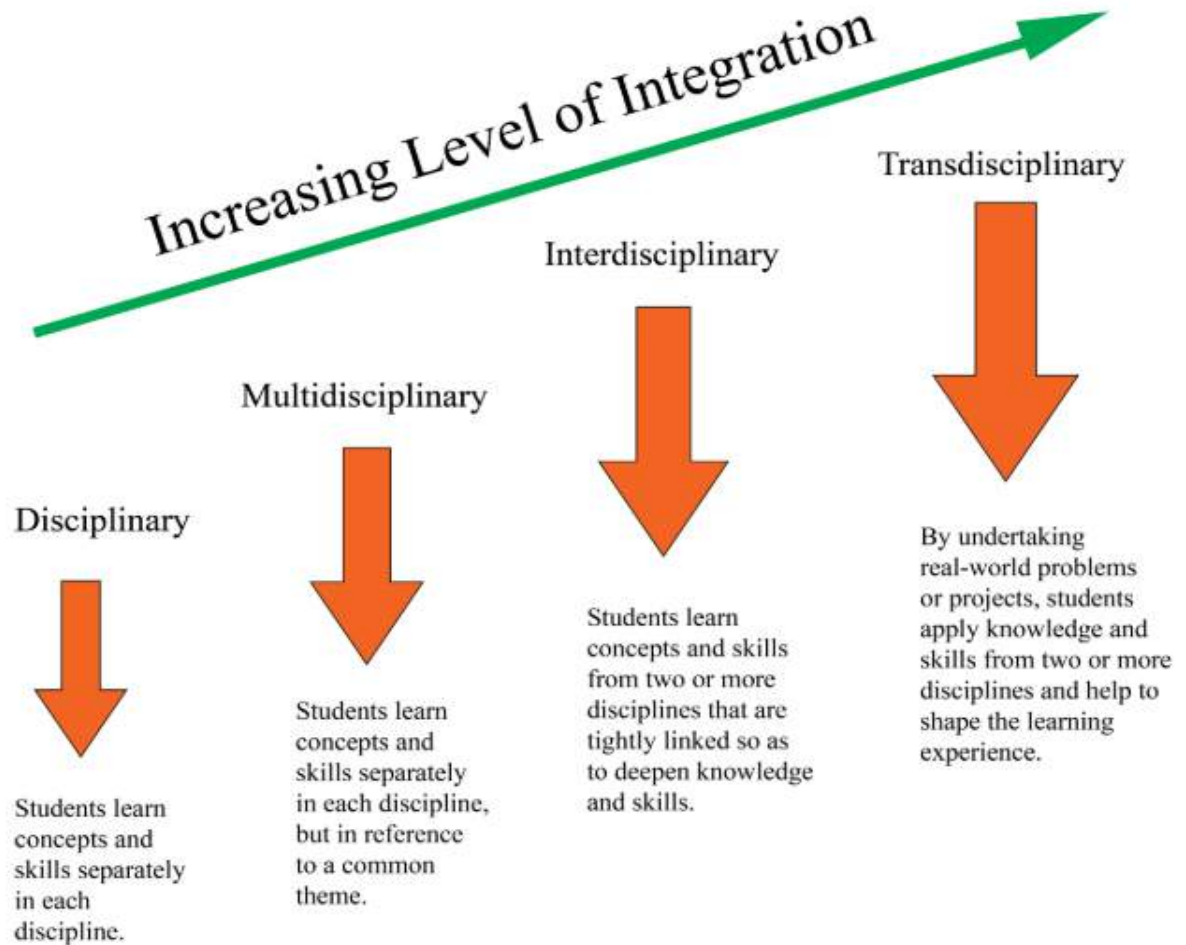 Increasing Level of Integration
Disciplinary
Students learn
concepts and
skills separately
in each
discipline.
Multidisciplinary
Students learn
concepts and
skills separately
in each discipline,
but in reference
to a common
theme.
Interdisciplinary
Students learn
concepts and skills
from two or more
disciplines that are
tightly linked so as
to deepen knowledge
and skills.
Transdisciplinary
By undertaking
real-world problems
or projects, students
apply knowledge and
skills from two or more
disciplines and help to
shape the learning
experience.